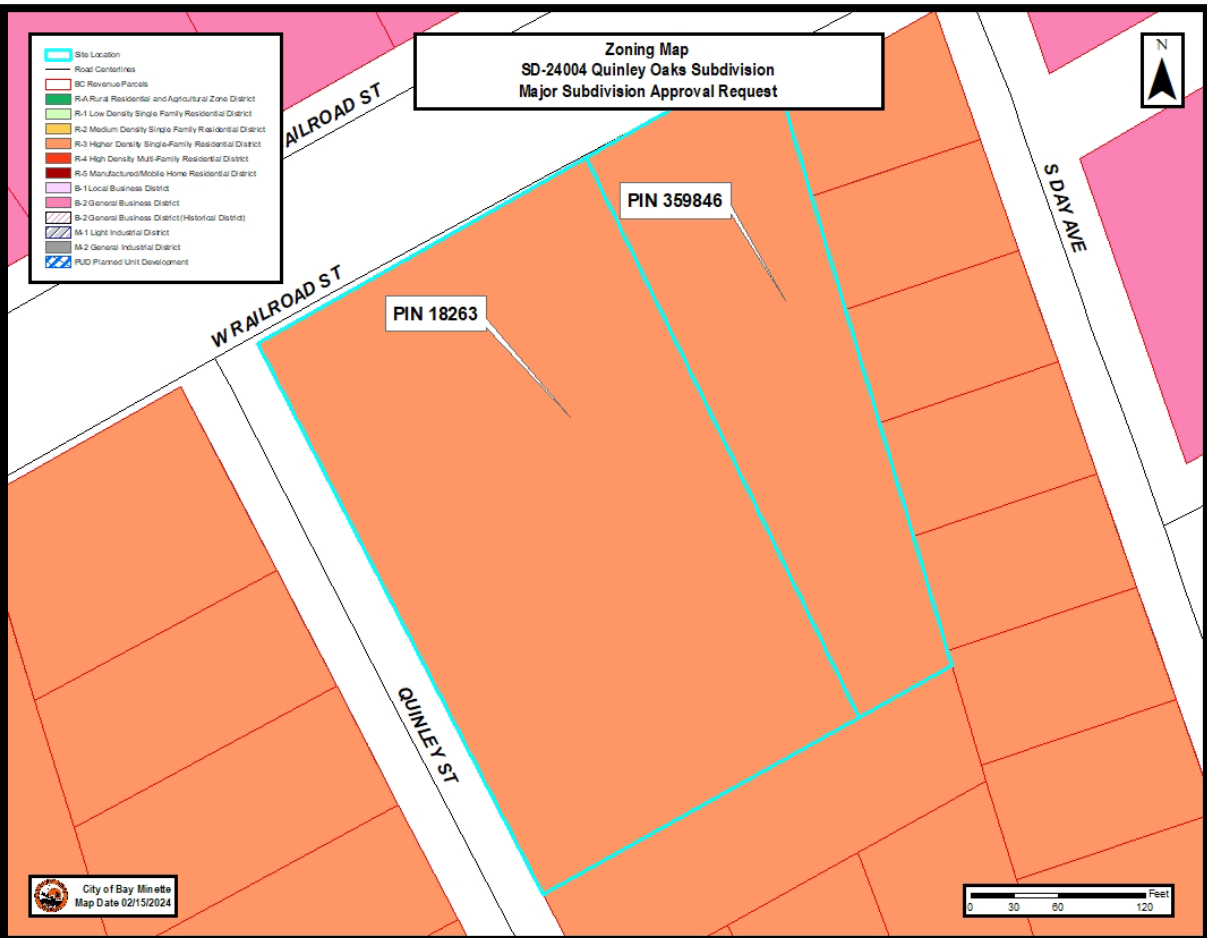 Zoning Map
SD-24004 Quinley Oaks Subdivision
Major Subdivision Approval Request
N
Site Location
Road Centerlines
BC Revenue Parcels
R-A Rural Residential and Agricultural Zone District
R-1 Low Density Single Family Residential District
R-2 Medium Density Single Family Residential District
R-3 Higher Density Single-Family Residential District
R-4 High Density Multi-Family Residential District
R-5 Manufactured/Mobile Home Residential District
B-1 Local Business District
B-2 General Business District
B-2 General Business District (Historical District)
M-1 Light Industrial District
M-2 General Industrial District
PUD Planned Unit Development
AILROAD ST
S DAY AVE
PIN 359846
W RAILROAD ST
PIN 18263
QUINLEY ST
City of Bay Minette
Map Date 02/15/2024
Feet
0 30 60 120